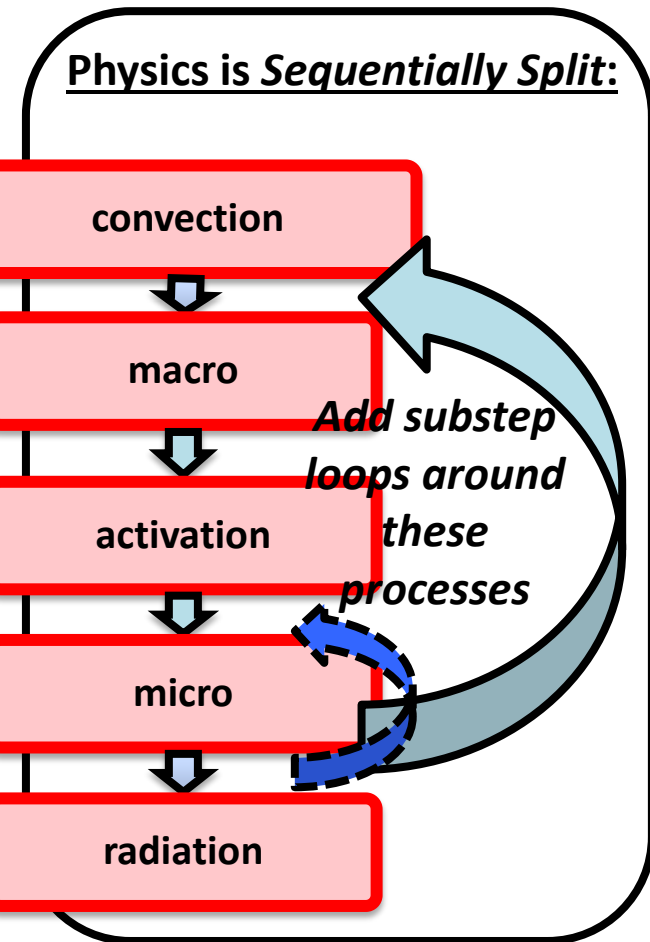 Physics is Sequentially Split:
convection
macro
Add substep
loops around
these
processes
activation
micro
radiation